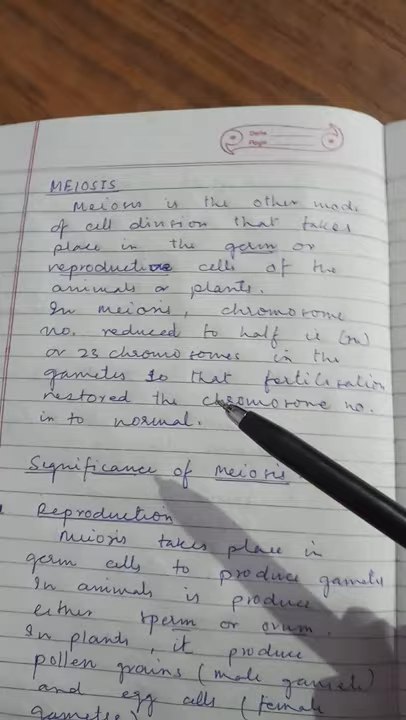 Date
Page
MEIOSIS
Meiosis is the other mode
of cell division that takes
place in the germ or
reproductive cells of the
animals or plants.
In meiosis, chromosome
no. reduced to half ie (n)
or 23 chromosomes in the
gametes so that fertilisation
restored the chromosome no.
in to normal.
Significance of Meiosis
Reproduction
Meiosis takes place in
germ cells to produce gametes
In animals is produce
either sperm or ovum.
In plants, it produce
pollen grains (male gametes)
and egg cells (female
gametes)